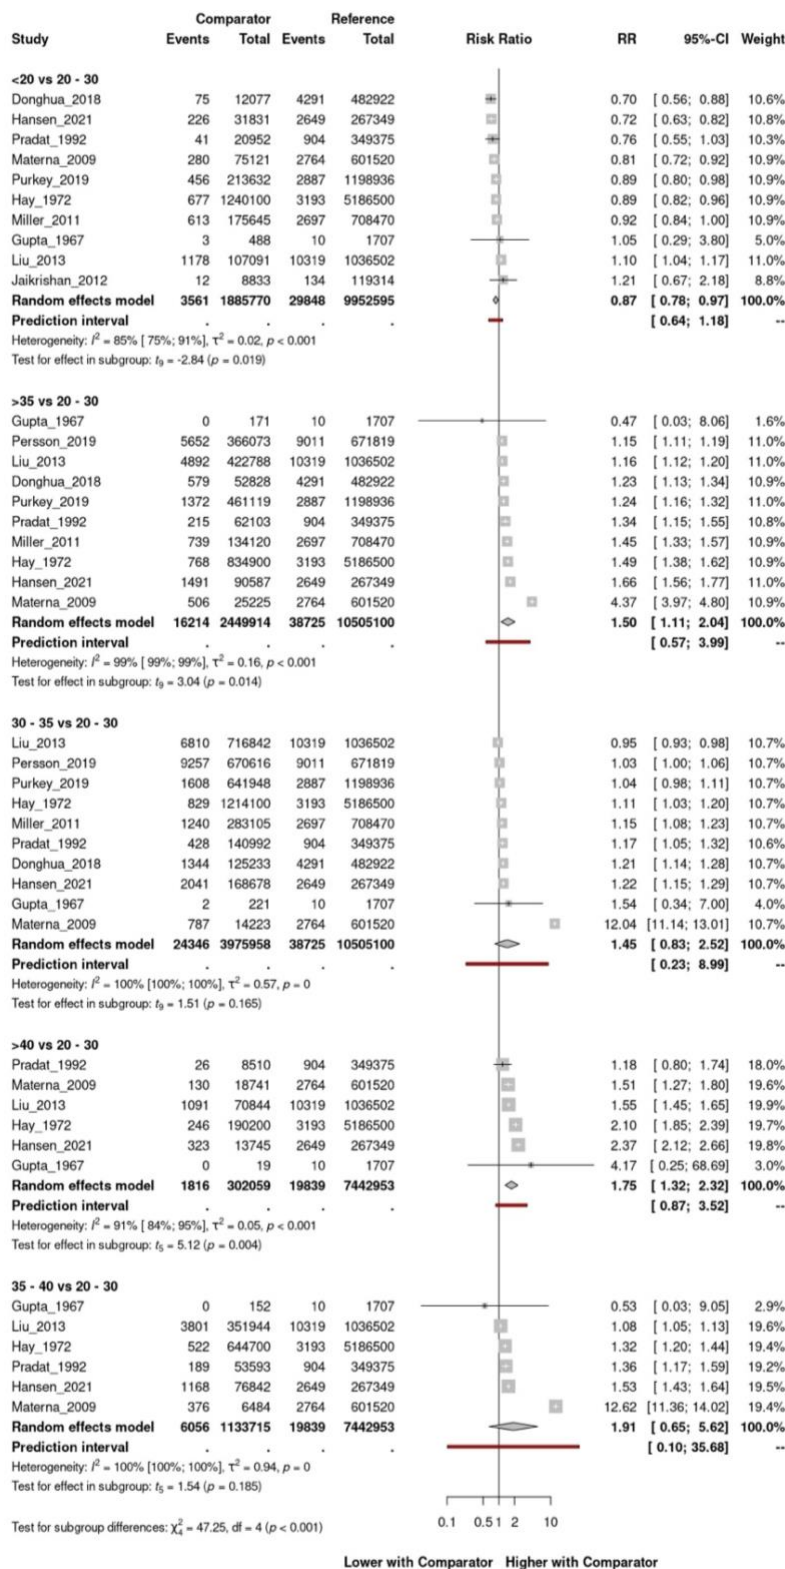 Comparator Reference
Study Events Total Events Total Risk Ratio RR 95%-CI Weight
<20 vs 20 - 30
Donghua_2018 75 12077 4291 482922 0.70 [ 0.56; 0.88] 10.6%
Hansen_2021 226 31831 2649 267349 0.72 [ 0.63; 0.82] 10.8%
Pradat_1992 41 20952 904 349375 0.76 [ 0.55; 1.03] 10.3%
Materna_2009 280 75121 2764 601520 0.81 [ 0.72; 0.92] 10.9%
Purkey_2019 456 213632 2887 1198936 0.89 [ 0.80; 0.98] 10.9%
Hay_1972 677 1240100 3193 5186500 0.89 [ 0.82; 0.96] 10.9%
Miller_2011 613 175645 2697 708470 0.92 [ 0.84; 1.00] 10.9%
Gupta_1967 3 488 10 1707 1.05 [ 0.29; 3.80] 5.0%
Liu_2013 1178 107091 10319 1036502 1.10 [ 1.04; 1.17] 11.0%
Jaikrishan_2012 12 8833 134 119314 1.21 [ 0.67; 2.18] 8.8%
Random effects model 3561 1885770 29848 9952595 0.87 [ 0.78; 0.97] 100.0%
Prediction interval . . . . [ 0.64; 1.18] --
Heterogeneity: I² = 85% [ 75%; 91%], τ² = 0.02, p < 0.001
Test for effect in subgroup: t₉ = -2.84 (p = 0.019)
>35 vs 20 - 30
Gupta_1967 0 171 10 1707 0.47 [ 0.03; 8.06] 1.6%
Persson_2019 5652 366073 9011 671819 1.15 [ 1.11; 1.19] 11.0%
Liu_2013 4892 422788 10319 1036502 1.16 [ 1.12; 1.20] 11.0%
Donghua_2018 579 52828 4291 482922 1.23 [ 1.13; 1.34] 10.9%
Purkey_2019 1372 461119 2887 1198936 1.24 [ 1.16; 1.32] 11.0%
Pradat_1992 215 62103 904 349375 1.34 [ 1.15; 1.55] 10.8%
Miller_2011 739 134120 2697 708470 1.45 [ 1.33; 1.57] 10.9%
Hay_1972 768 834900 3193 5186500 1.49 [ 1.38; 1.62] 10.9%
Hansen_2021 1491 90587 2649 267349 1.66 [ 1.56; 1.77] 11.0%
Materna_2009 506 25225 2764 601520 4.37 [ 3.97; 4.80] 10.9%
Random effects model 16214 2449914 38725 10505100 1.50 [ 1.11; 2.04] 100.0%
Prediction interval . . . . [ 0.57; 3.99] --
Heterogeneity: I² = 99% [ 99%; 99%], τ² = 0.16, p < 0.001
Test for effect in subgroup: t₉ = 3.04 (p = 0.014)
30 - 35 vs 20 - 30
Liu_2013 6810 716842 10319 1036502 0.95 [ 0.93; 0.98] 10.7%
Persson_2019 9257 670616 9011 671819 1.03 [ 1.00; 1.06] 10.7%
Purkey_2019 1608 641948 2887 1198936 1.04 [ 0.98; 1.11] 10.7%
Hay_1972 829 1214100 3193 5186500 1.11 [ 1.03; 1.20] 10.7%
Miller_2011 1240 283105 2697 708470 1.15 [ 1.08; 1.23] 10.7%
Pradat_1992 428 140992 904 349375 1.17 [ 1.05; 1.32] 10.6%
Donghua_2018 1344 125233 4291 482922 1.21 [ 1.14; 1.28] 10.7%
Hansen_2021 2041 168678 2649 267349 1.22 [ 1.15; 1.29] 10.7%
Gupta_1967 2 221 10 1707 1.54 [ 0.34; 7.00] 4.0%
Materna_2009 787 14223 2764 601520 12.04 [11.14; 13.01] 10.7%
Random effects model 24346 3975958 38725 10505100 1.45 [ 0.83; 2.52] 100.0%
Prediction interval . . . . [ 0.23; 8.99] --
Heterogeneity: I² = 100% [100%; 100%], τ² = 0.57, p = 0
Test for effect in subgroup: t₉ = 1.51 (p = 0.165)
>40 vs 20 - 30
Pradat_1992 26 8510 904 349375 1.18 [ 0.80; 1.74] 18.0%
Materna_2009 130 18741 2764 601520 1.51 [ 1.27; 1.80] 19.6%
Liu_2013 1091 70844 10319 1036502 1.55 [ 1.45; 1.65] 19.9%
Hay_1972 246 190200 3193 5186500 2.10 [ 1.85; 2.39] 19.7%
Hansen_2021 323 13745 2649 267349 2.37 [ 2.12; 2.66] 19.8%
Gupta_1967 0 19 10 1707 4.17 [ 0.25; 68.69] 3.0%
Random effects model 1816 302059 19839 7442953 1.75 [ 1.32; 2.32] 100.0%
Prediction interval . . . . [ 0.87; 3.52] --
Heterogeneity: I² = 91% [ 84%; 95%], τ² = 0.05, p < 0.001
Test for effect in subgroup: t₅ = 5.12 (p = 0.004)
35 - 40 vs 20 - 30
Gupta_1967 0 152 10 1707 0.53 [ 0.03; 9.05] 2.9%
Liu_2013 3801 351944 10319 1036502 1.08 [ 1.05; 1.13] 19.6%
Hay_1972 522 644700 3193 5186500 1.32 [ 1.20; 1.44] 19.4%
Pradat_1992 189 53593 904 349375 1.36 [ 1.17; 1.59] 19.2%
Hansen_2021 1168 76842 2649 267349 1.53 [ 1.43; 1.64] 19.5%
Materna_2009 376 6484 2764 601520 12.62 [11.36; 14.02] 19.4%
Random effects model 6056 1133715 19839 7442953 1.91 [ 0.65; 5.62] 100.0%
Prediction interval . . . . [ 0.10; 35.68] --
Heterogeneity: I² = 100% [100%; 100%], τ² = 0.94, p = 0
Test for effect in subgroup: t₅ = 1.54 (p = 0.185)
0.1 0.5 1 2 10
Test for subgroup differences: χ²₄ = 47.25, df = 4 (p < 0.001)
Lower with Comparator Higher with Comparator